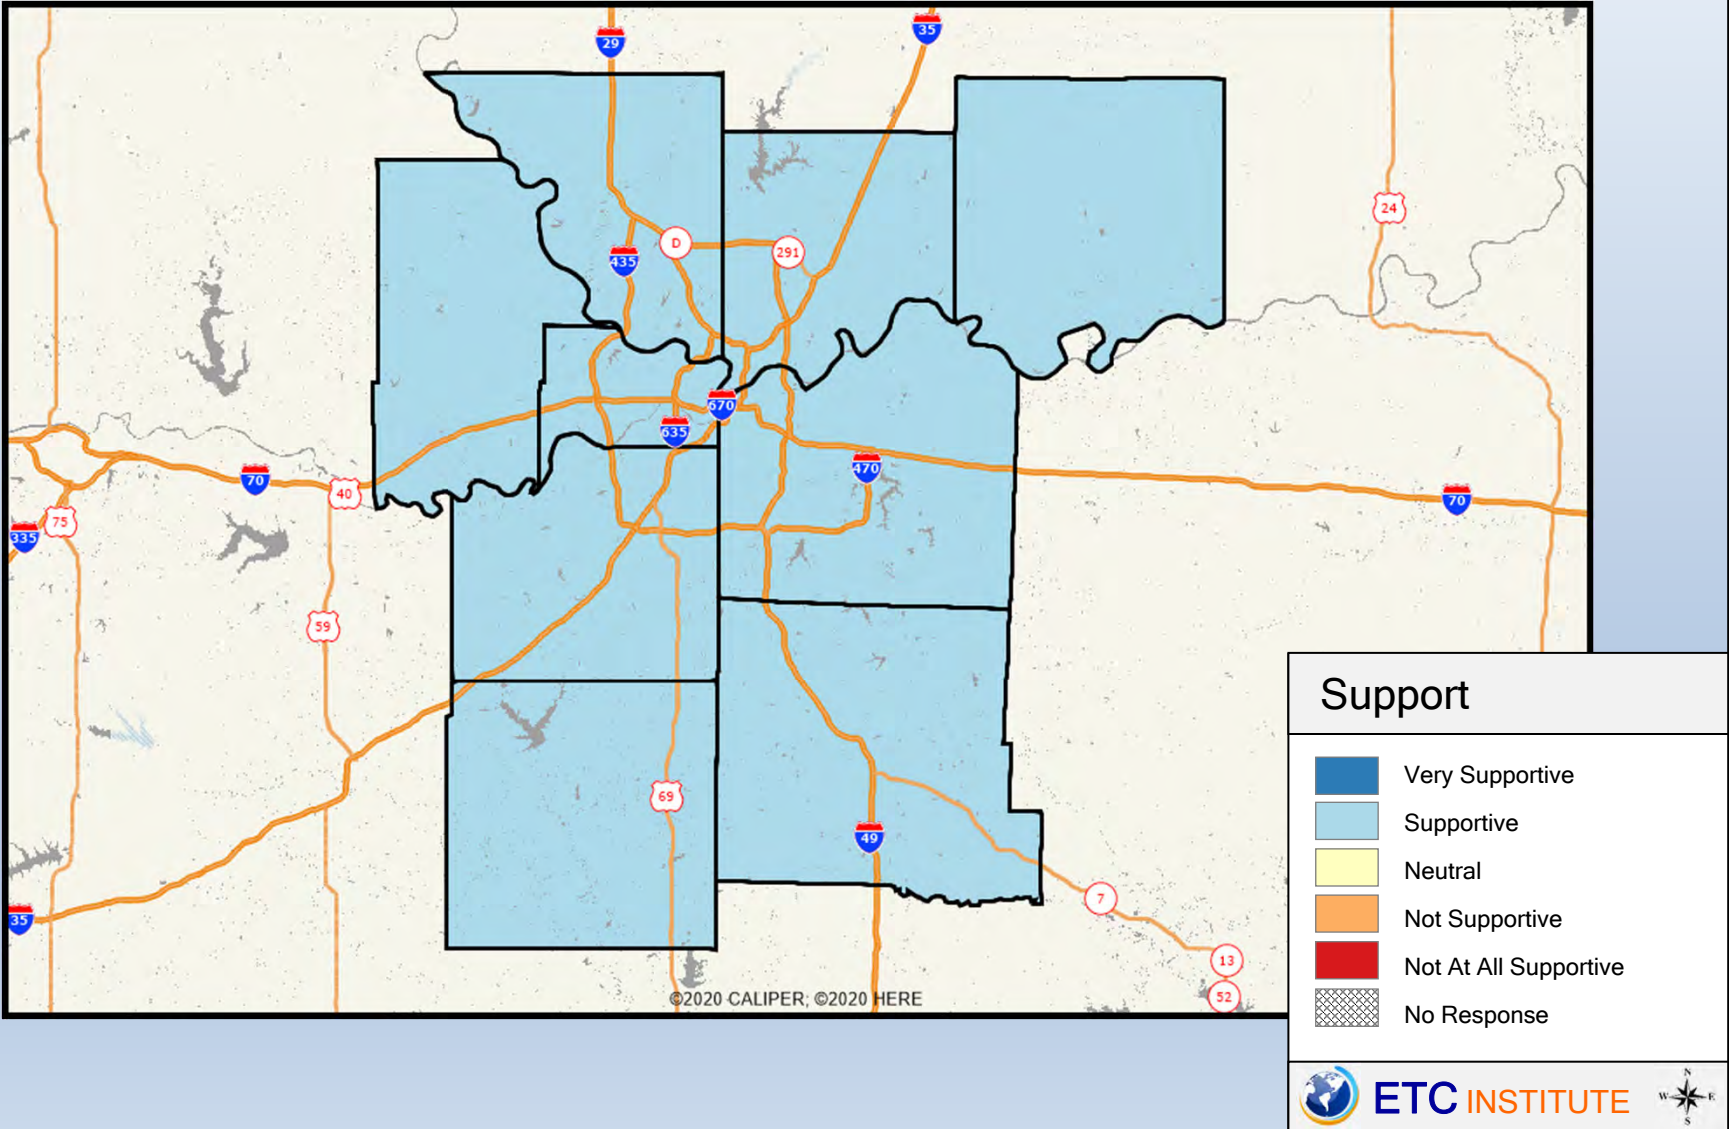 29
35
24
D
435
291
670
635
470
70
40
70
75
335
59
69
49
35
7
13
52
©2020 CALIPER; ©2020 HERE
Support
Very Supportive
Supportive
Neutral
Not Supportive
Not At All Supportive
No Response
ETC INSTITUTE
N
W E
S